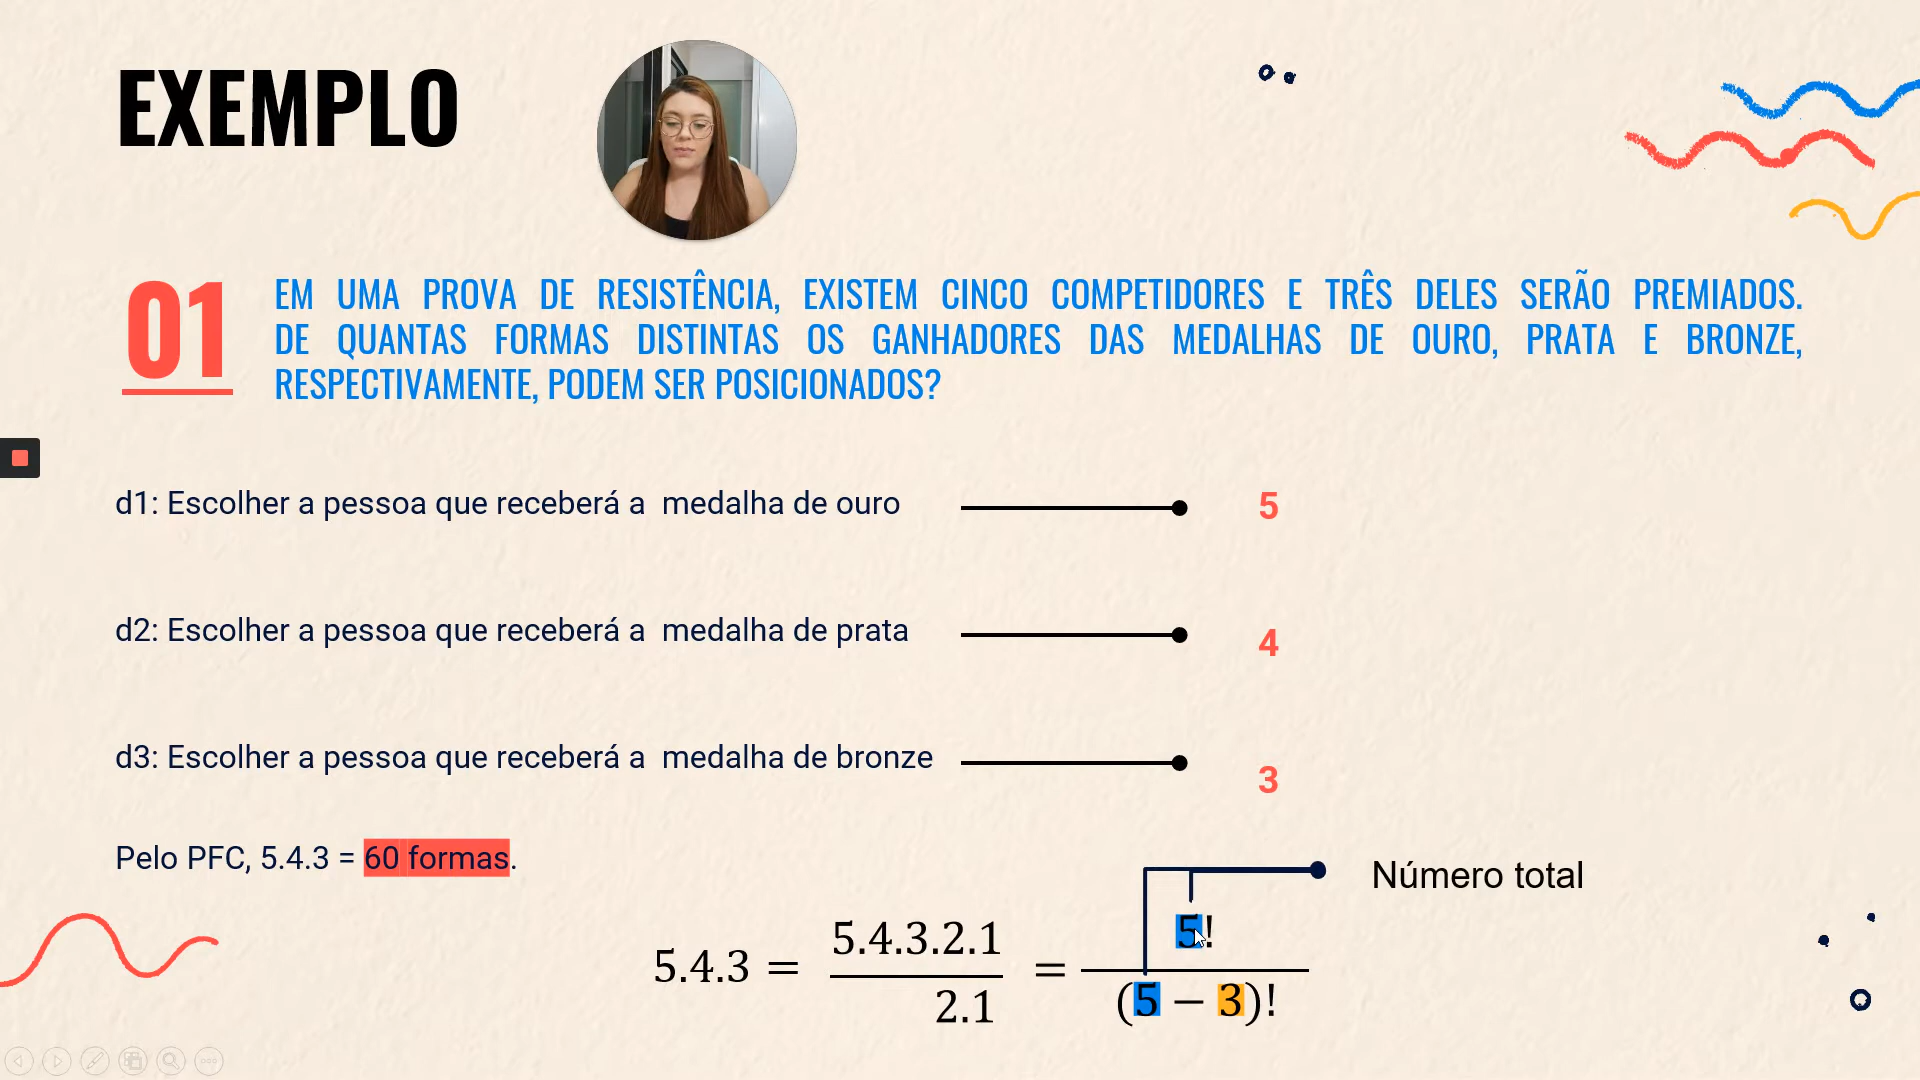 EXEMPLO
01
EM UMA PROVA DE RESISTÊNCIA, EXISTEM CINCO COMPETIDORES E TRÊS DELES SERÃO PREMIADOS.
DE QUANTAS FORMAS DISTINTAS OS GANHADORES DAS MEDALHAS DE OURO, PRATA E BRONZE,
RESPECTIVAMENTE, PODEM SER POSICIONADOS?
d1: Escolher a pessoa que receberá a medalha de ouro 5
d2: Escolher a pessoa que receberá a medalha de prata 4
d3: Escolher a pessoa que receberá a medalha de bronze 3
Pelo PFC, 5.4.3 = 60 formas.
Número total
5.4.3 = 5.4.3.2.1 = 5!
2.1 (5 − 3)!